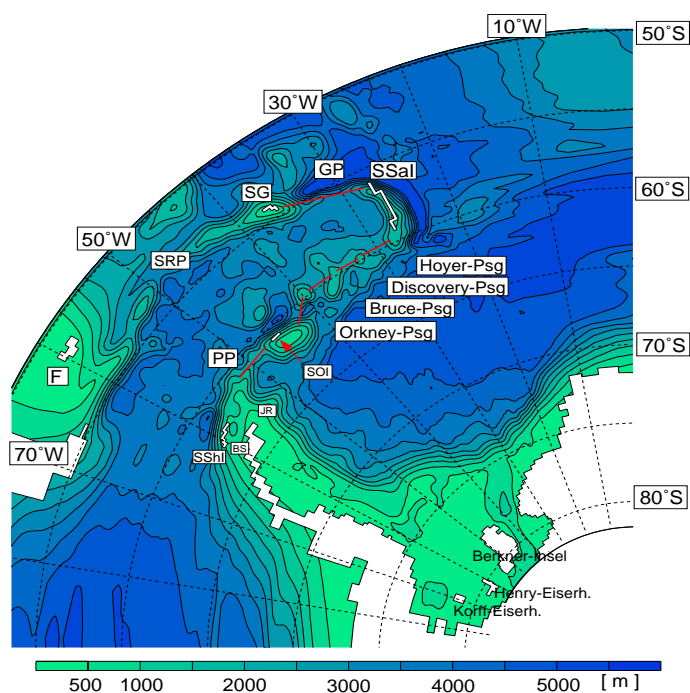 10˚W
50˚S
30˚W
GP
SSaI
SG
60˚S
50˚W
SRP
Hoyer-Psg
Discovery-Psg
Bruce-Psg
Orkney-Psg
70˚S
PP
SOI
F
JR
70˚W
BS
SShI
80˚S
Berkner-Insel
Henry-Eiserh.
Korff-Eiserh.
500 1000 2000 3000 4000 5000 [ m ]